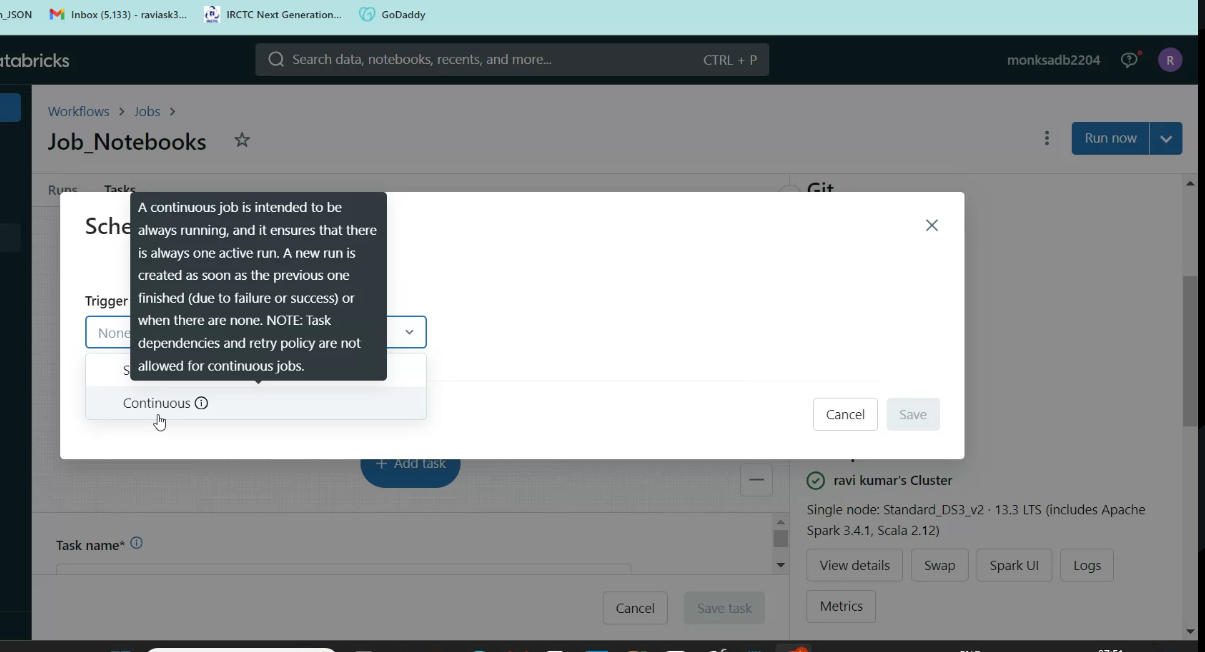 _JSON
Inbox (5,133) - raviask3...
IRCTC Next Generation...
GoDaddy
atabricks
Search data, notebooks, recents, and more...
CTRL + P
monksadb2204
R
Workflows > Jobs >
Job_Notebooks
Run now
Runs
Tasks
Git
Sche
A continuous job is intended to be
always running, and it ensures that there
is always one active run. A new run is
created as soon as the previous one
finished (due to failure or success) or
when there are none. NOTE: Task
dependencies and retry policy are not
allowed for continuous jobs.
Trigger
None
S
Continuous
Cancel
Save
+ Add task
ravi kumar's Cluster
Single node: Standard_DS3_v2 · 13.3 LTS (includes Apache
Spark 3.4.1, Scala 2.12)
View details
Swap
Spark UI
Logs
Metrics
Task name*
Cancel
Save task